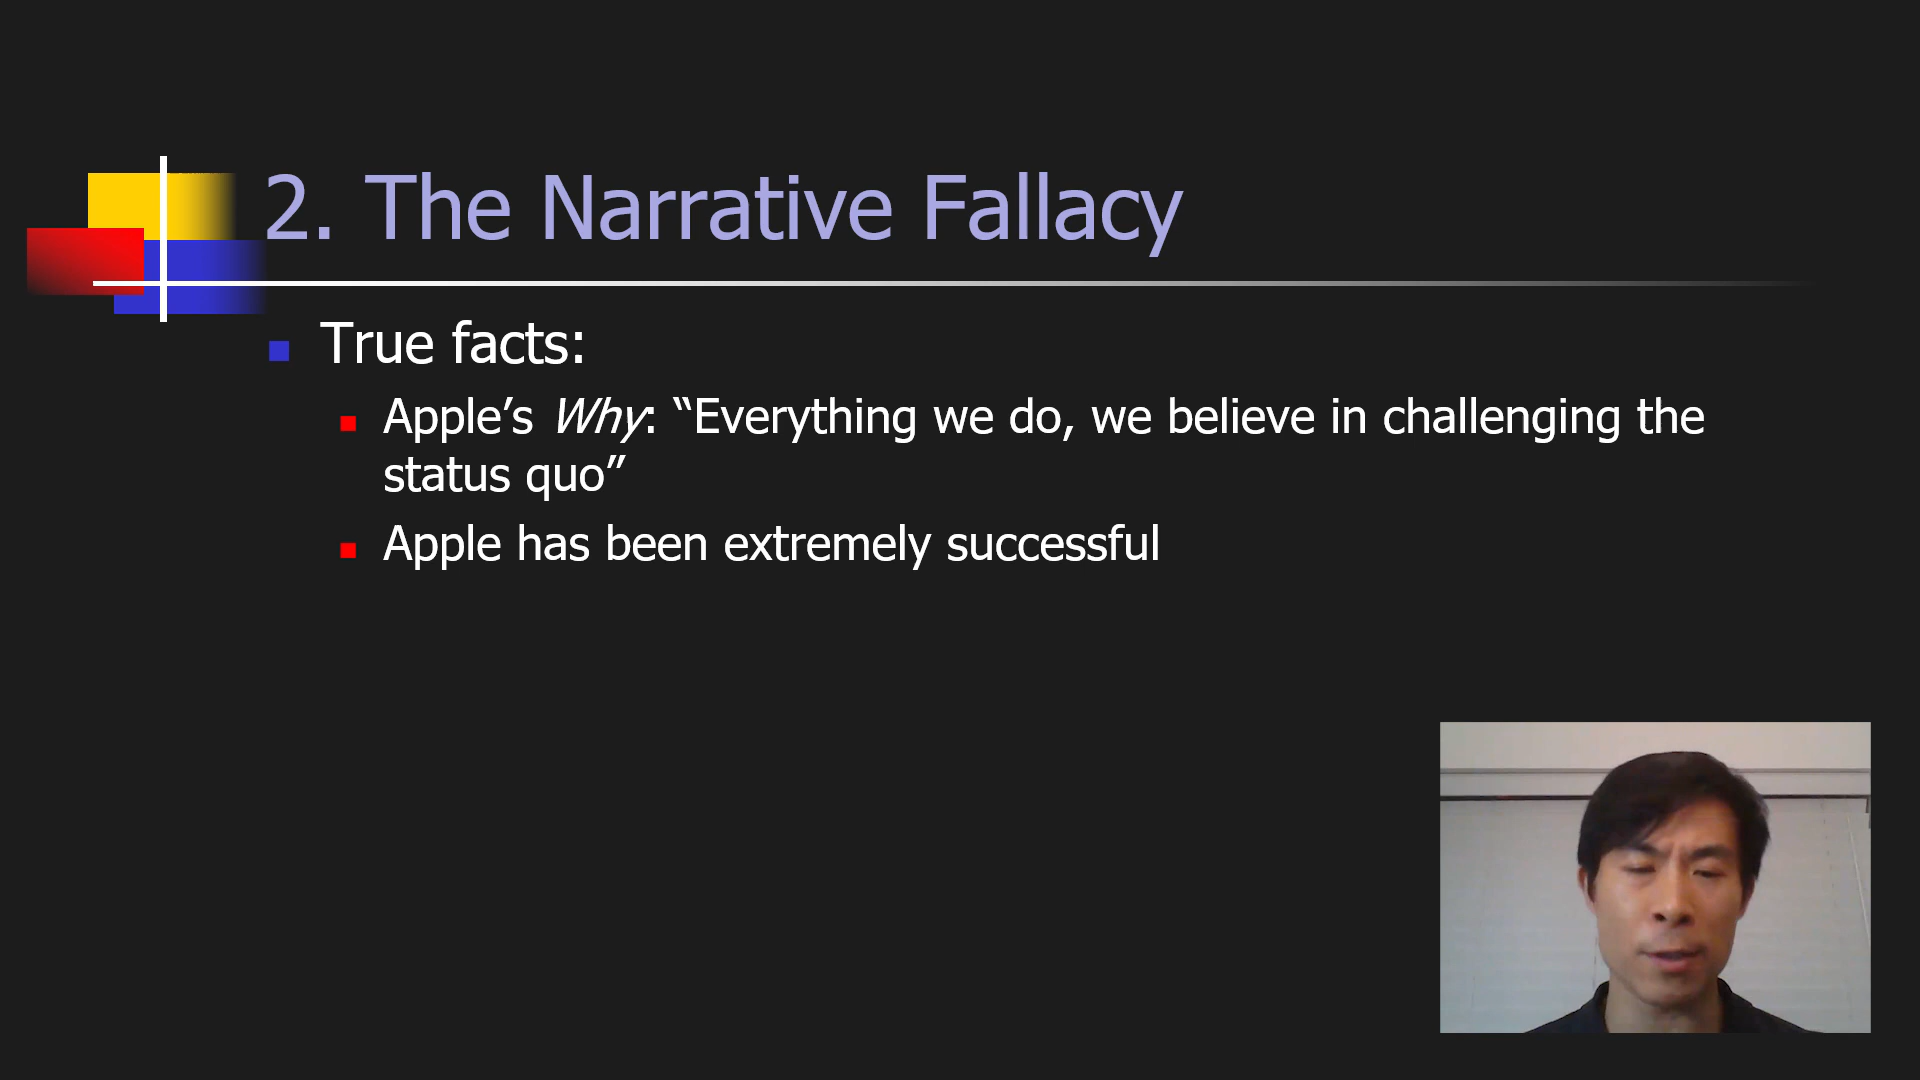 2. The Narrative Fallacy
True facts:
Apple’s Why: “Everything we do, we believe in challenging the
status quo”
Apple has been extremely successful